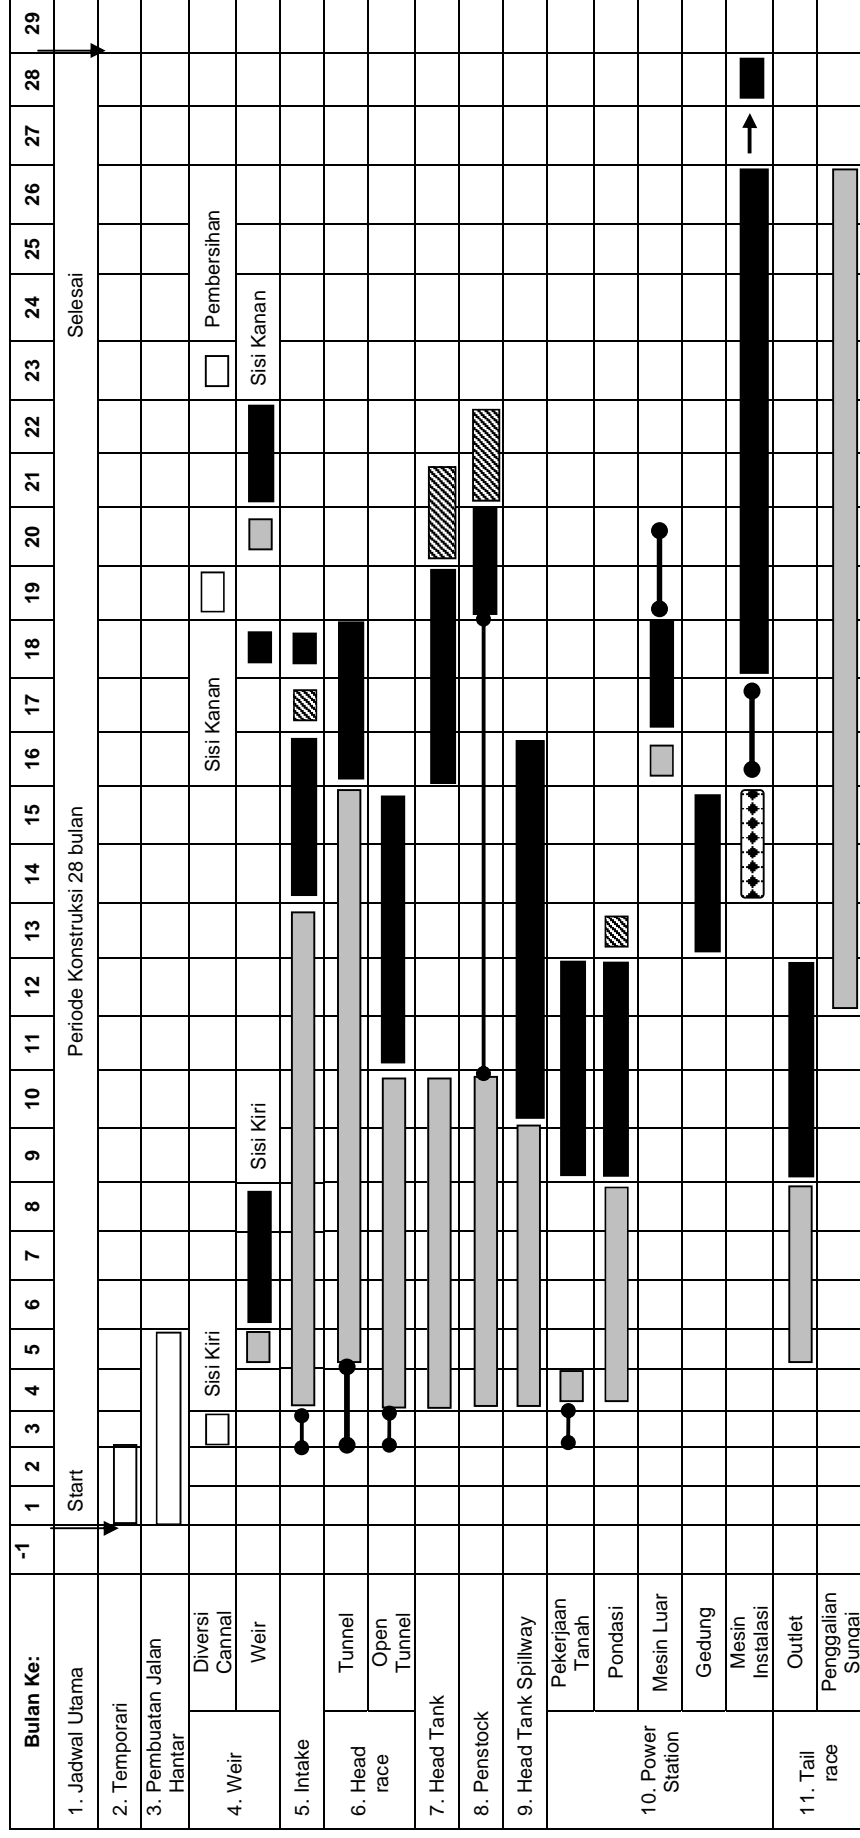 Bulan Ke:
-1 1 2 3 4 5 6 7 8 9 10 11 12 13 14 15 16 17 18 19 20 21 22 23 24 25 26 27 28 29
1. Jadwal Utama
Start
Periode Konstruksi 28 bulan
Selesai
2. Temporari
3. Pembuatan Jalan
Hantar
4. Weir
Diversi
Cannal
Sisi Kiri
Sisi Kanan
Pembersihan
Weir
Sisi Kiri
Sisi Kanan
5. Intake
6. Head
race
Tunnel
Open
Tunnel
7. Head Tank
8. Penstock
9. Head Tank Spillway
10. Power
Station
Pekerjaan
Tanah
Pondasi
Mesin Luar
Gedung
Mesin
Instalasi
11. Tail
race
Outlet
Penggalian
Sungai